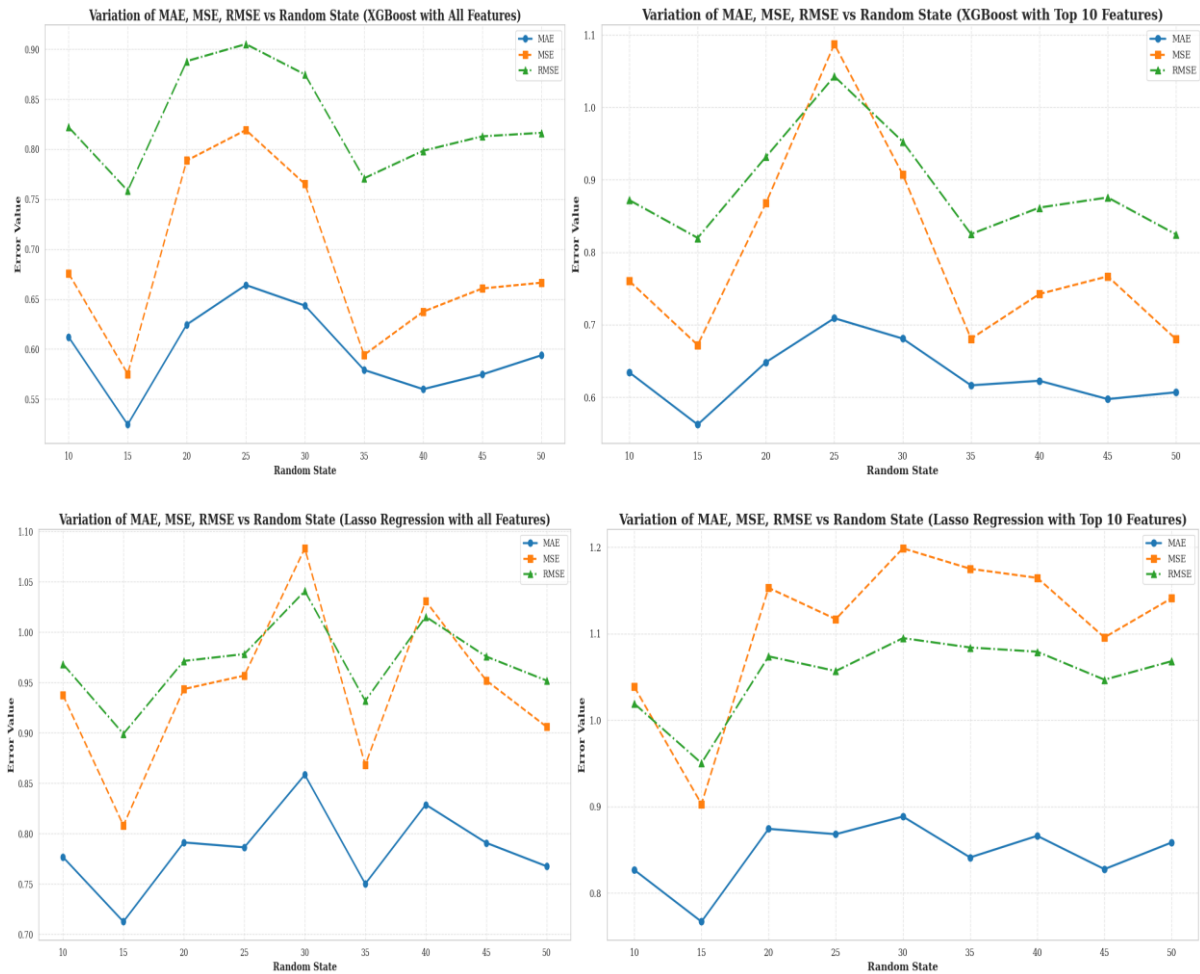 Variation of MAE, MSE, RMSE vs Random State (XGBoost with All Features)
MAE
MSE
RMSE
0.90
0.85
0.80
0.75
0.70
0.65
0.60
0.55
Error Value
10 15 20 25 30 35 40 45 50
Random State
Variation of MAE, MSE, RMSE vs Random State (XGBoost with Top 10 Features)
MAE
MSE
RMSE
1.1
1.0
0.9
0.8
0.7
0.6
Error Value
10 15 20 25 30 35 40 45 50
Random State
Variation of MAE, MSE, RMSE vs Random State (Lasso Regression with all Features)
MAE
MSE
RMSE
1.10
1.05
1.00
0.95
0.90
0.85
0.80
0.75
0.70
Error Value
10 15 20 25 30 35 40 45 50
Random State
Variation of MAE, MSE, RMSE vs Random State (Lasso Regression with Top 10 Features)
MAE
MSE
RMSE
1.2
1.1
1.0
0.9
0.8
Error Value
10 15 20 25 30 35 40 45 50
Random State